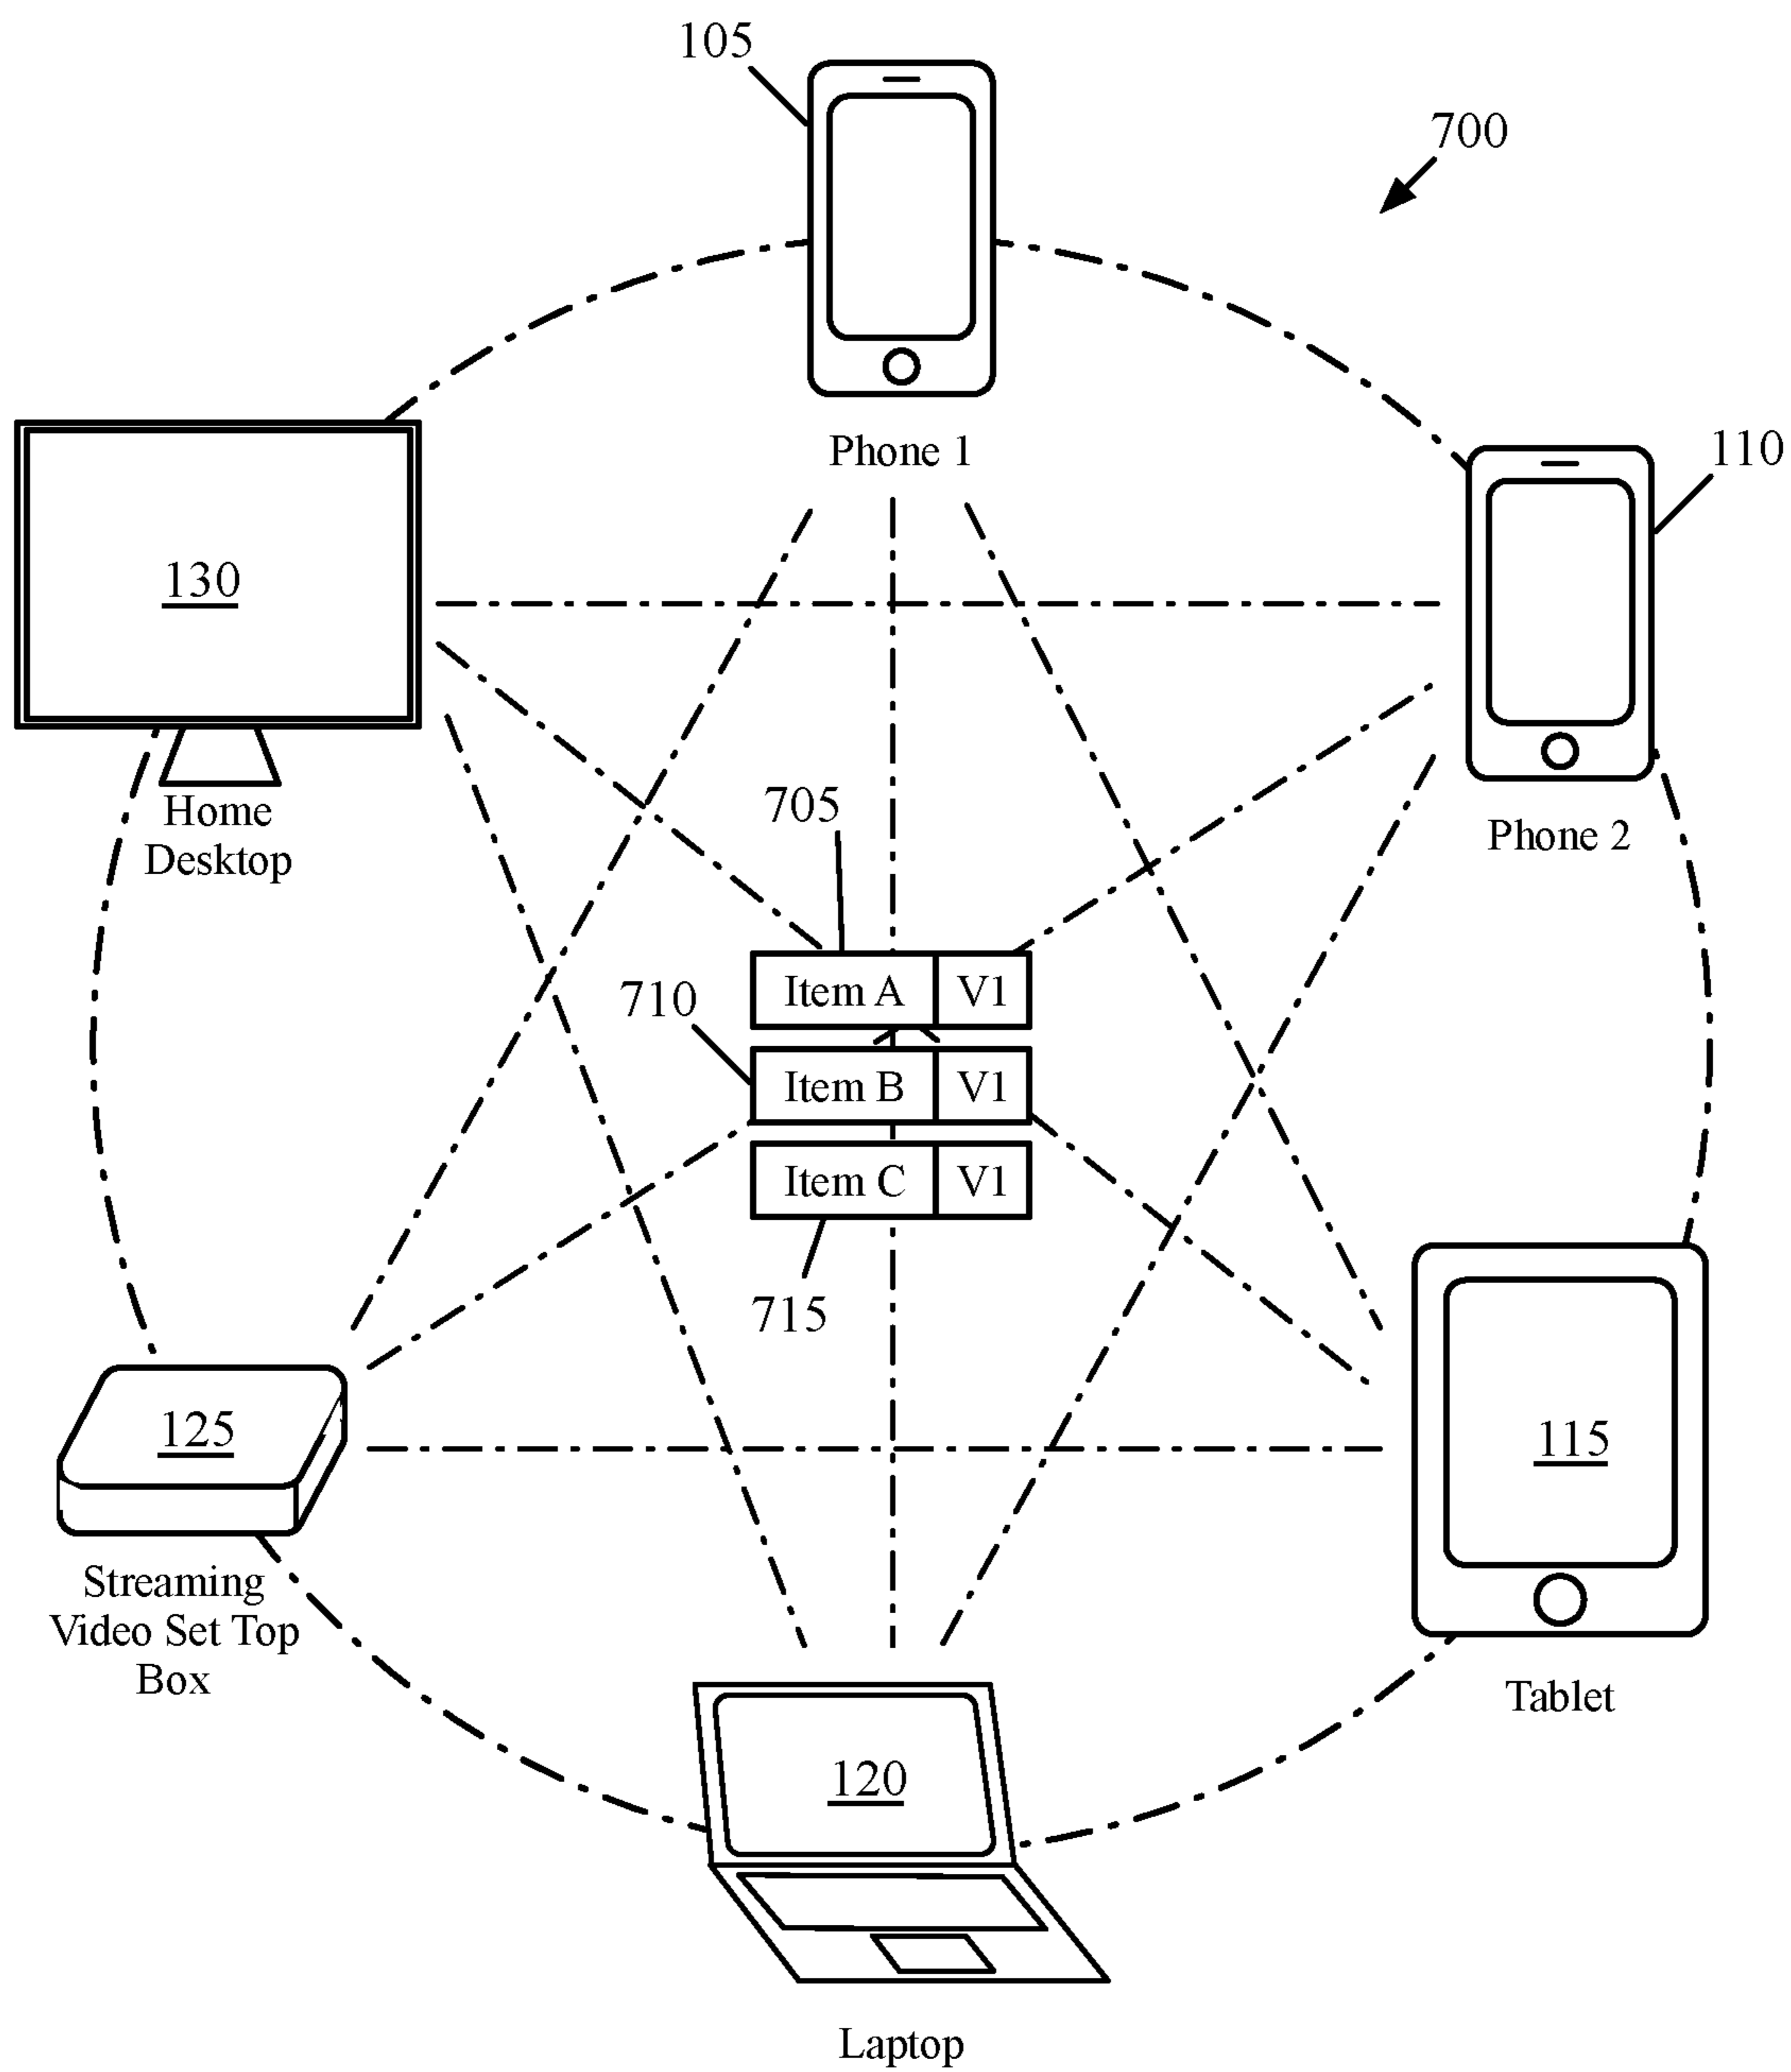 105
700
Phone 1
110
130
Phone 2
Home
Desktop
705
Item A V1
710
Item B V1
Item C V1
715
125
115
Streaming
Video Set Top
Box
Tablet
120
Laptop